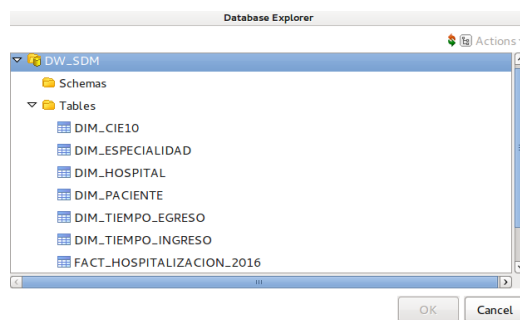 Database Explorer
Actions
DW_SDM
Schemas
Tables
DIM_CIE10
DIM_ESPECIALIDAD
DIM_HOSPITAL
DIM_PACIENTE
DIM_TIEMPO_EGRESO
DIM_TIEMPO_INGRESO
FACT_HOSPITALIZACION_2016
OK Cancel